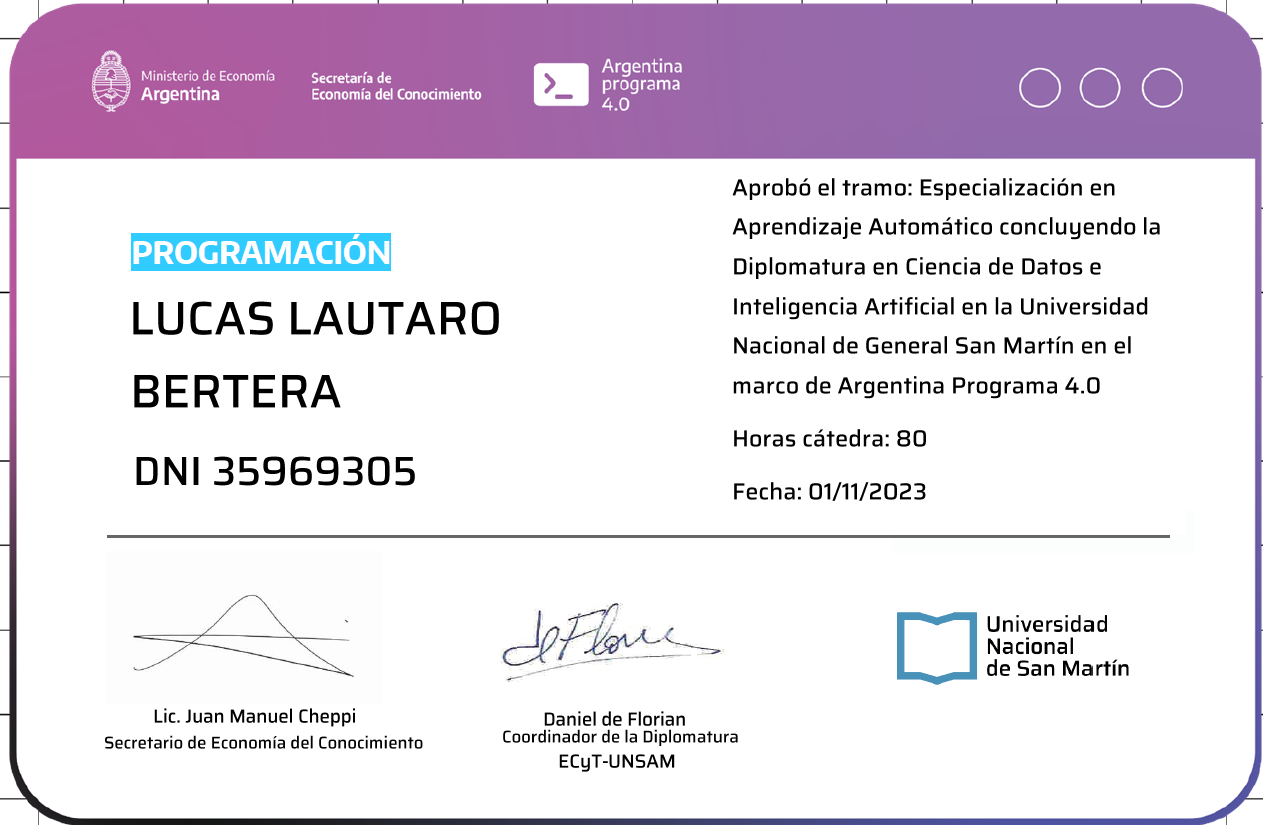 Ministerio de Economía
Argentina
Secretaría de
Economía del Conocimiento
Argentina
programa
4.0
PROGRAMACIÓN
LUCAS LAUTARO
BERTERA
DNI 35969305
Aprobó el tramo: Especialización en
Aprendizaje Automático concluyendo la
Diplomatura en Ciencia de Datos e
Inteligencia Artificial en la Universidad
Nacional de General San Martín en el
marco de Argentina Programa 4.0
Horas cátedra: 80
Fecha: 01/11/2023
Lic. Juan Manuel Cheppi
Secretario de Economía del Conocimiento
de Florian
Daniel de Florian
Coordinador de la Diplomatura
ECyT-UNSAM
Universidad
Nacional
de San Martín